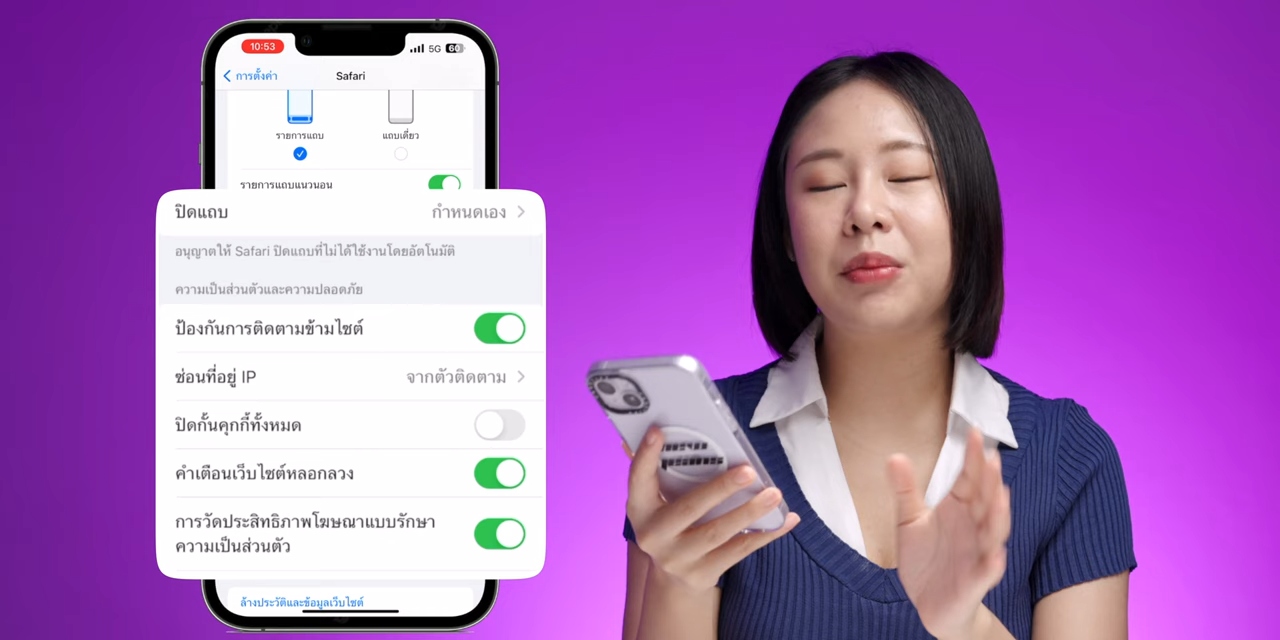 10:53
5G 60
การตั้งค่า
Safari
รายการแถบ
แถบเดี่ยว
รายการแถบแนวนอน
ปิดแถบ
กำหนดเอง
อนุญาตให้ Safari ปิดแถบที่ไม่ได้ใช้งานโดยอัตโนมัติ
ความเป็นส่วนตัวและความปลอดภัย
ป้องกันการติดตามข้ามไซต์
ซ่อนที่อยู่ IP
จากตัวติดตาม
ปิดกั้นคุกกี้ทั้งหมด
คำเตือนเว็บไซต์หลอกลวง
การวัดประสิทธิภาพโฆษณาแบบรักษา
ความเป็นส่วนตัว
ล้างประวัติและข้อมูลเว็บไซต์